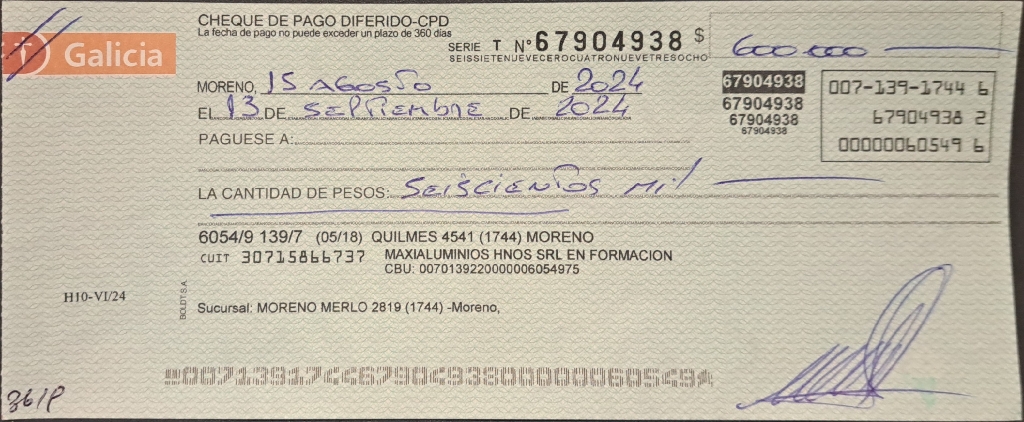 CHEQUE DE PAGO DIFERIDO-CPD
La fecha de pago no puede exceder un plazo de 360 días
Galicia
SERIE T N° 67904938 $ 600.000
SEISSIETENUEVECEROCUATRONUEVETRESOCHO
MORENO, 15 AGOSTO DE 2024
EL 13 DE SEPTIEMBRE DE 2024
67904938
67904938
67904938
67904938
007-139-1744 6
67904938 2
00000060549 6
PAGUESE A:
LA CANTIDAD DE PESOS: SEISCIENTOS Mil
6054/9 139/7 (05/18) QUILMES 4541 (1744) MORENO
CUIT 30715866737 MAXIALUMINIOS HNOS SRL EN FORMACION
CBU: 0070139220000006054975
H10-VI/24
BOLDT S.A.
Sucursal: MORENO MERLO 2819 (1744) -Moreno,
00713917446790493800000060549